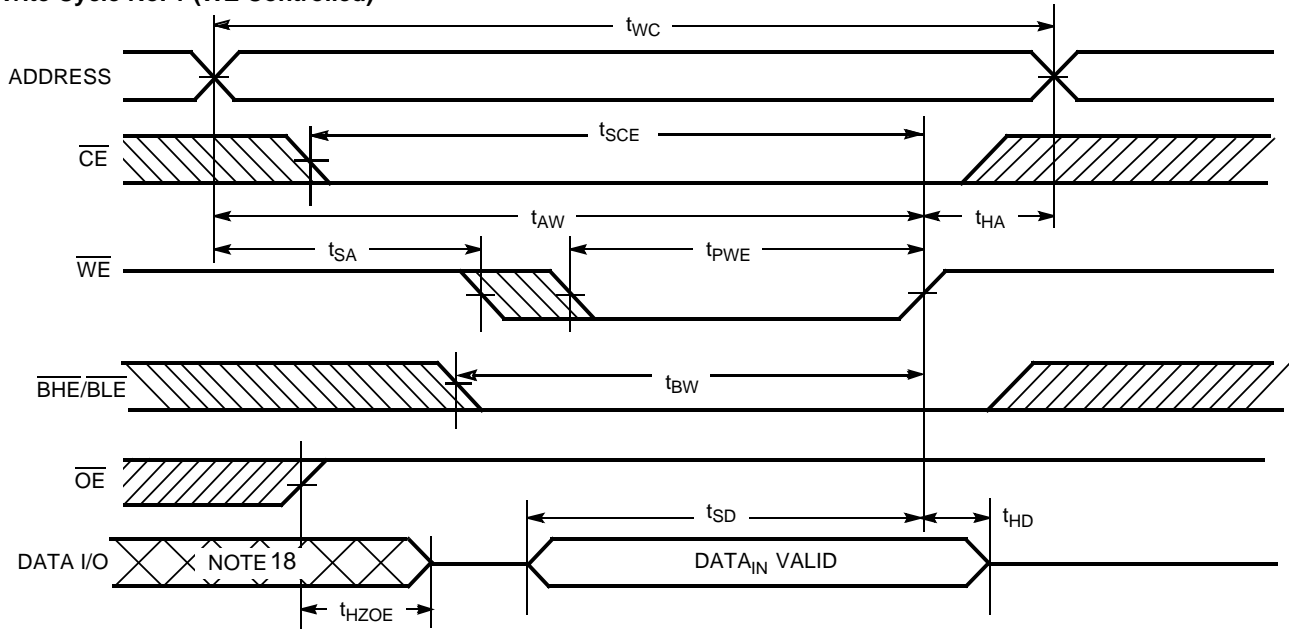 Write Cycle No. 1 (WE Controlled)
tWC
ADDRESS
tSCE
CE
tAW
tHA
tSA
tPWE
WE
tBW
BHE/BLE
OE
tSD
tHD
DATA I/O
NOTE 18
DATAIN VALID
tHZOE